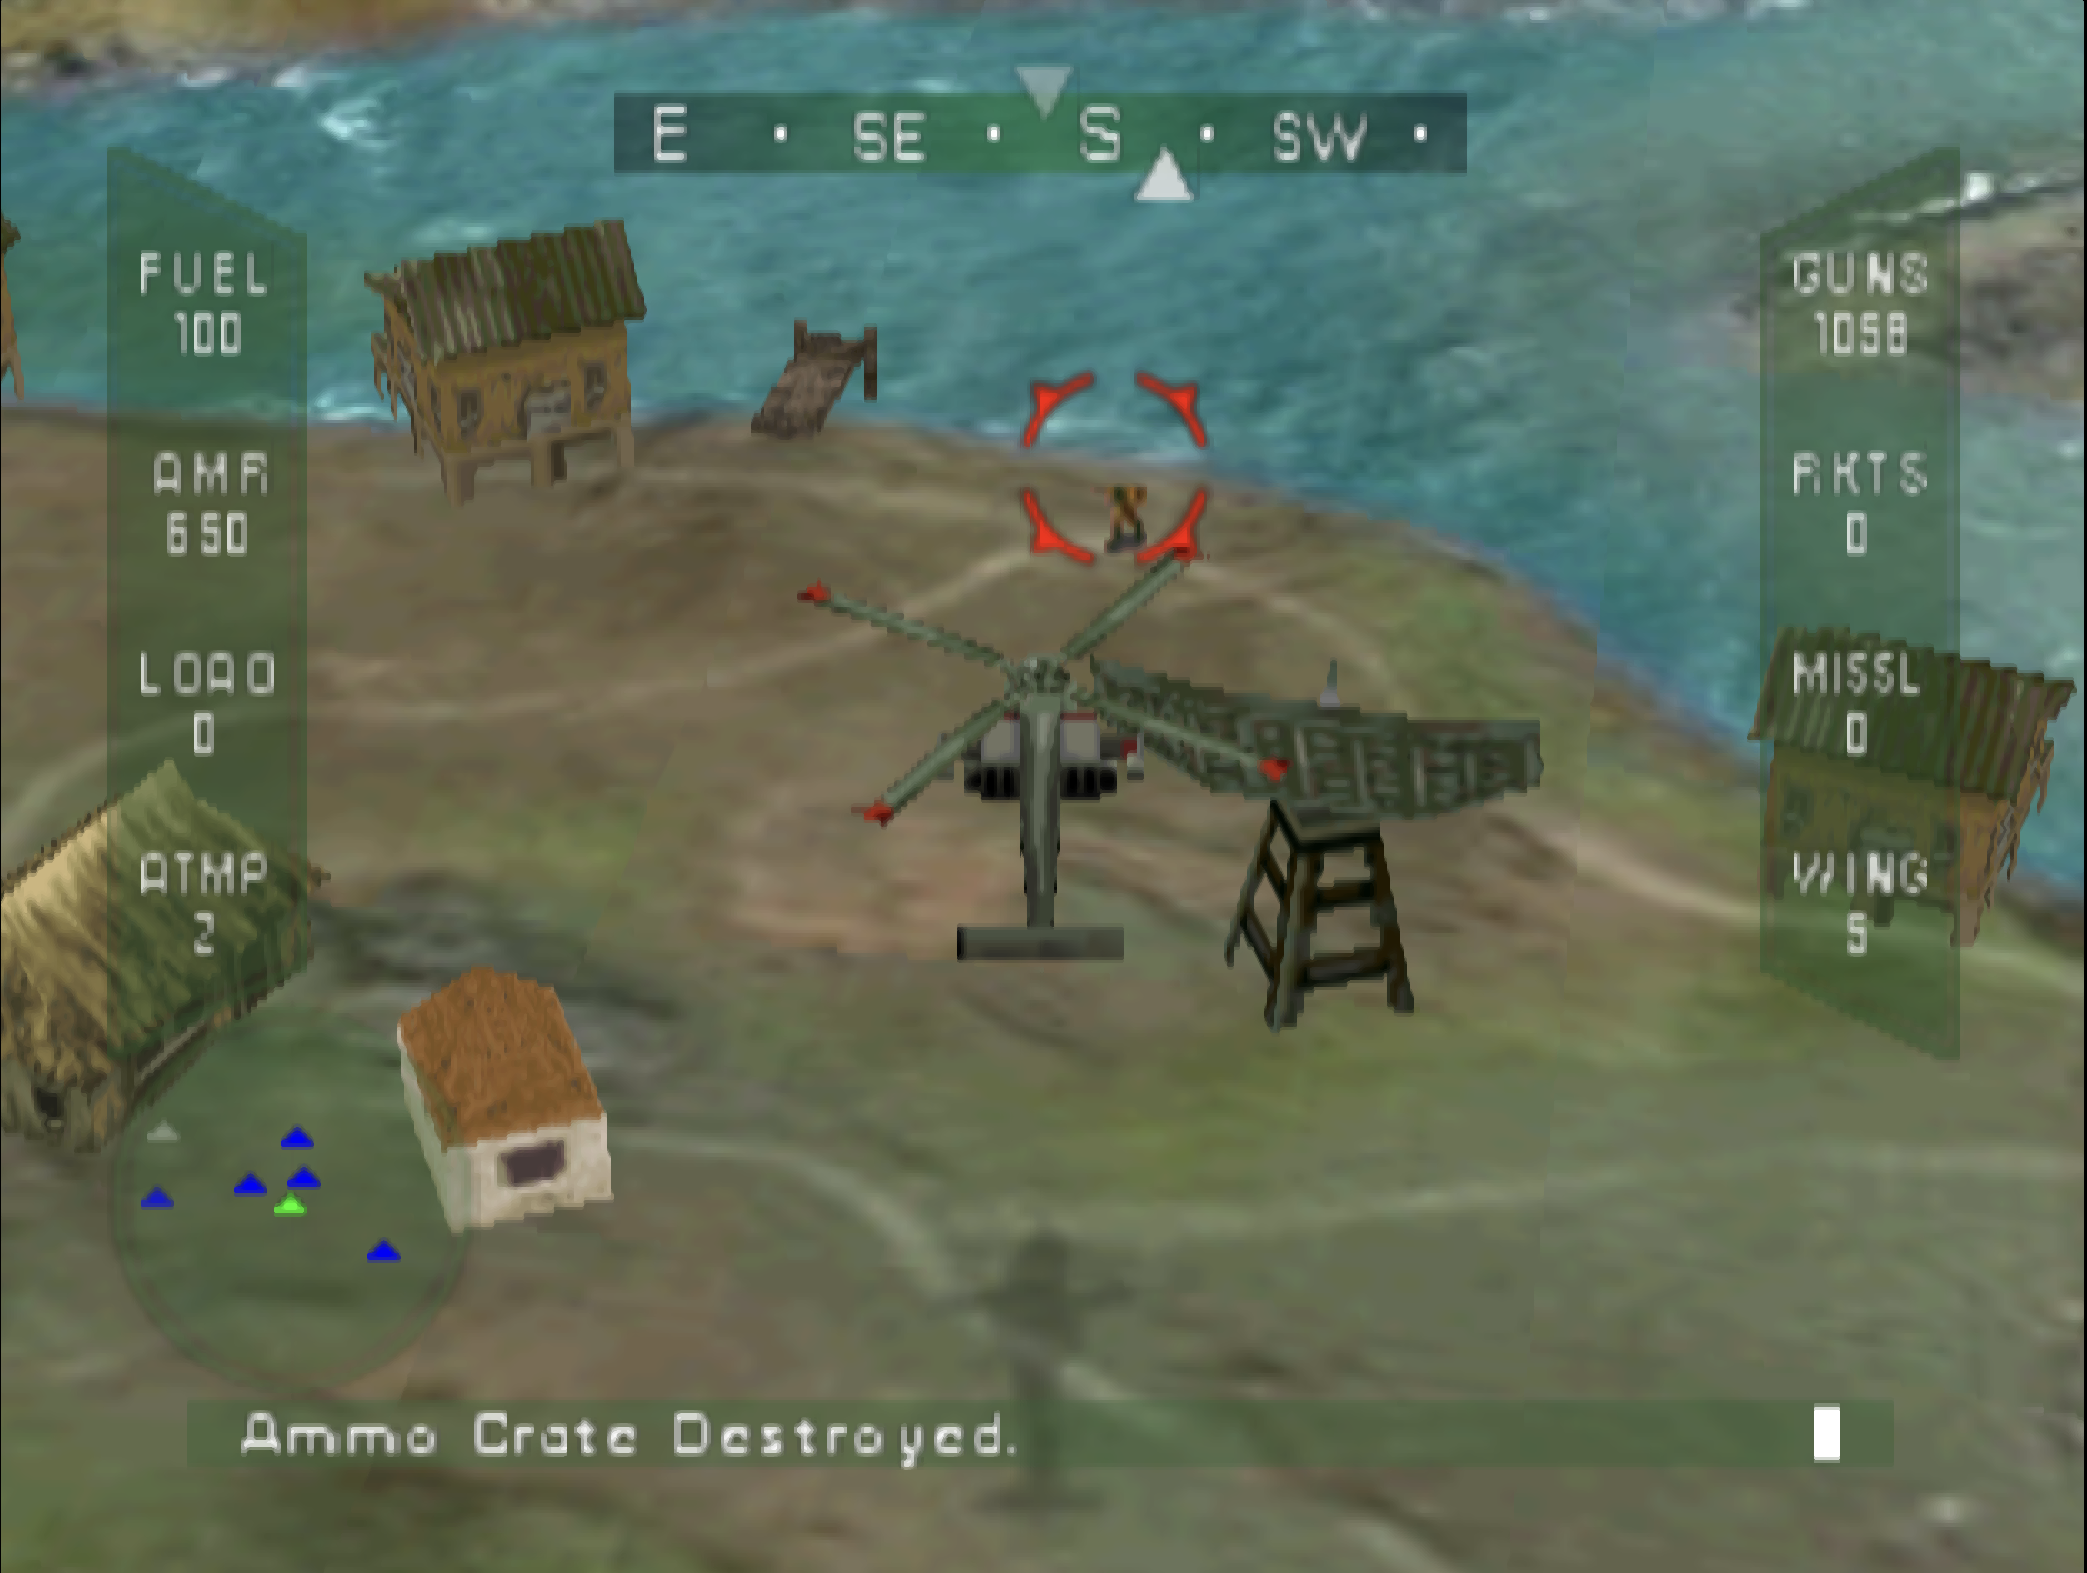 E · SE · S · SW ·
FUEL
100
AMR
650
LOAD
0
ATMP
2
GUNS
1058
RKTS
0
MISSL
0
WING
5
Ammo Crate Destroyed.